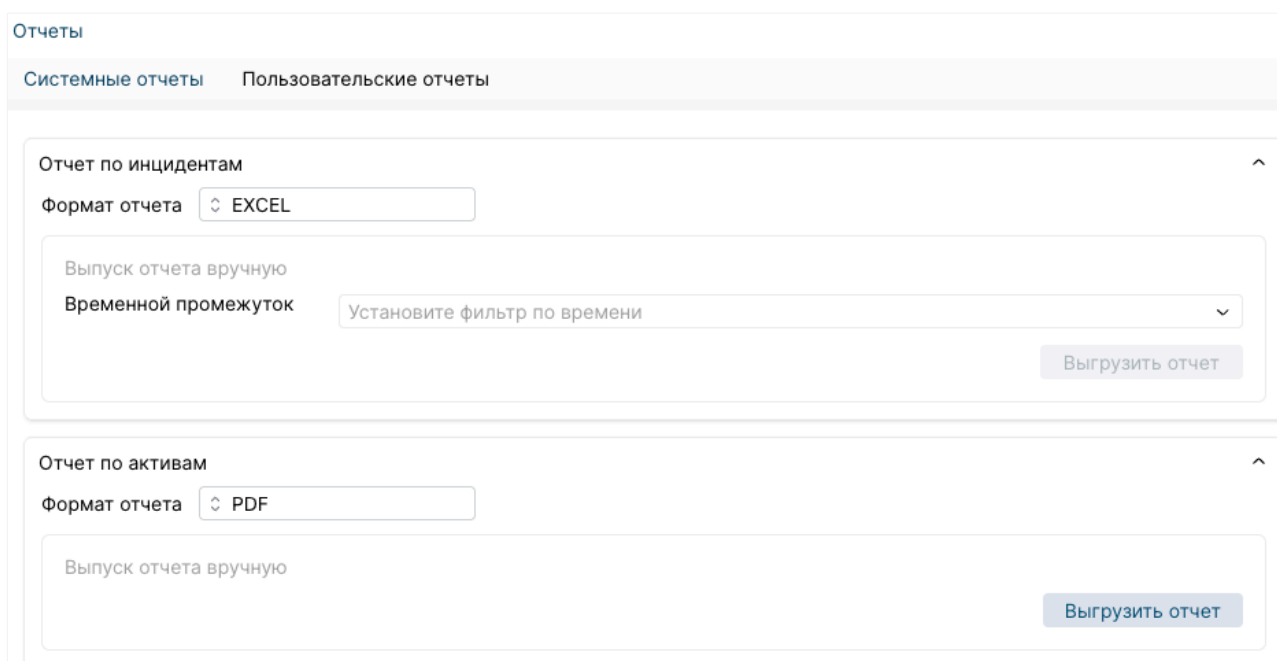 Отчеты
Системные отчеты Пользовательские отчеты
Отчет по инцидентам
Формат отчета EXCEL
Выпуск отчета вручную
Временной промежуток Установите фильтр по времени
Выгрузить отчет
Отчет по активам
Формат отчета PDF
Выпуск отчета вручную
Выгрузить отчет